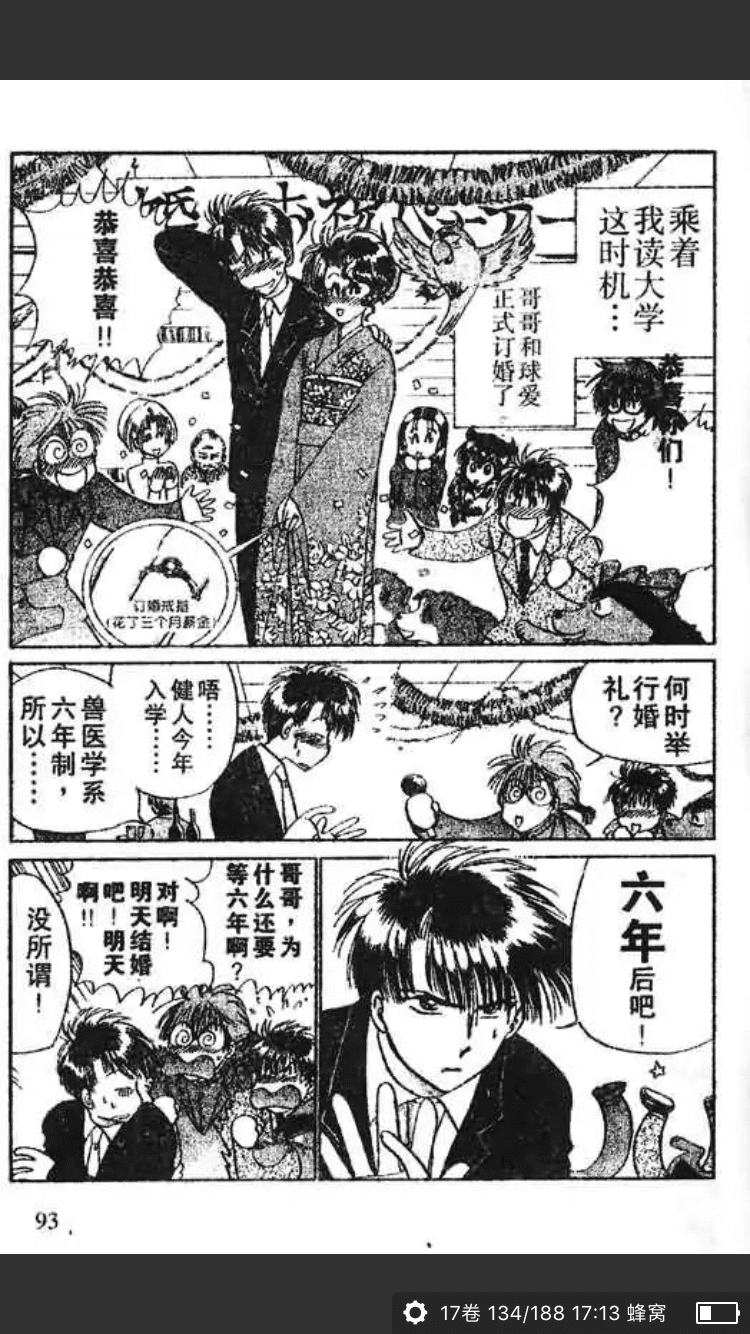 乘着
我读大学
这时机…
哥哥和球爱
正式订婚了
恭喜恭喜!!
恭喜你们!
订婚戒指
(花了三个月薪金)
何时举
行婚
礼?
唔……
健人今年
入学……
兽医学系
六年制，
所以……
六年
后吧!
哥哥，为
什么还要
等六年啊?
对啊!
明天结婚
吧!明天
啊!!
没所谓!
93
17卷 134/188 17:13 蜂窝